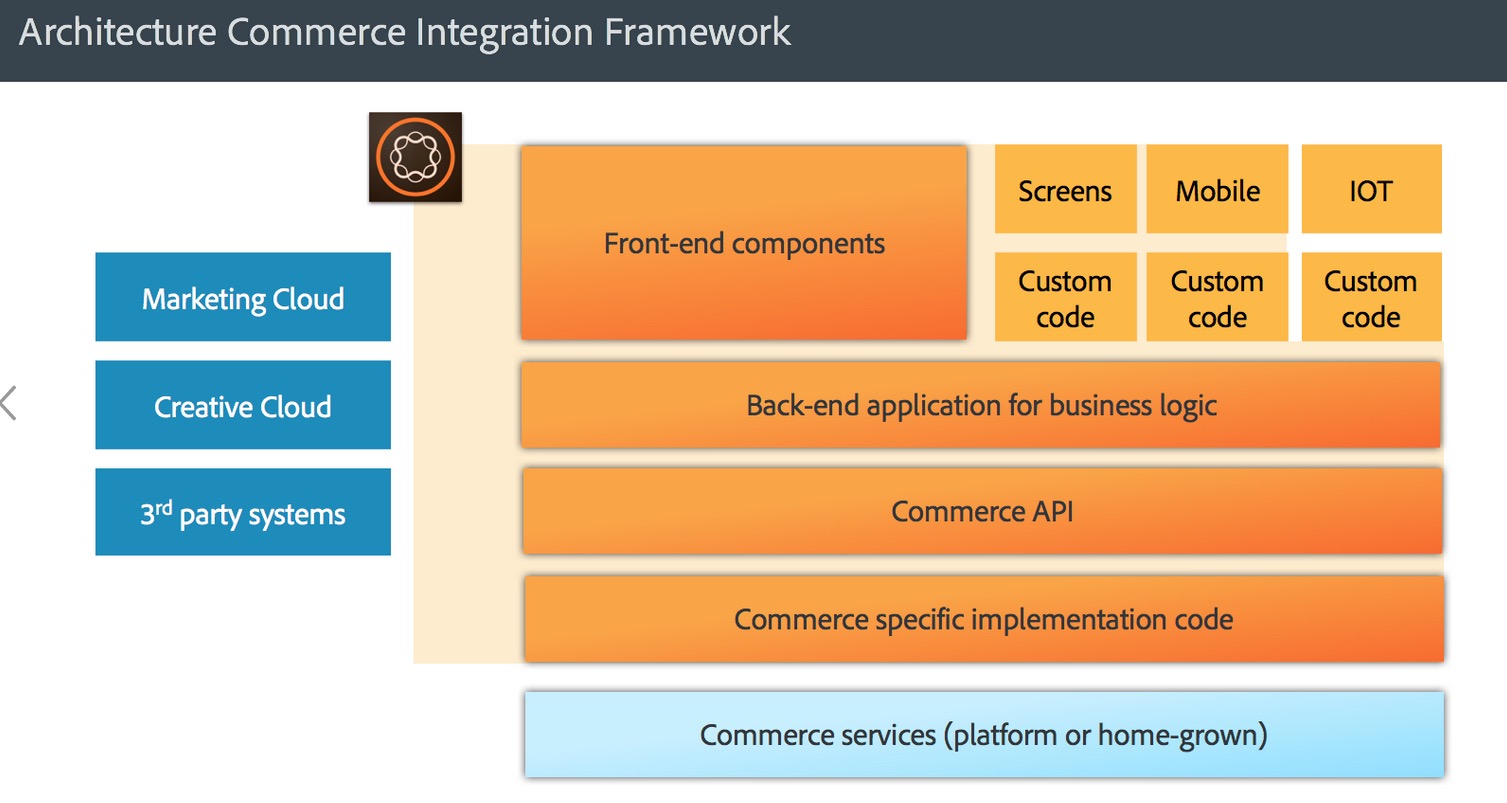 Architecture Commerce Integration Framework
Front-end components
Screens
Mobile
IOT
Custom
code
Custom
code
Custom
code
Marketing Cloud
Creative Cloud
3rd party systems
Back-end application for business logic
Commerce API
Commerce specific implementation code
Commerce services (platform or home-grown)